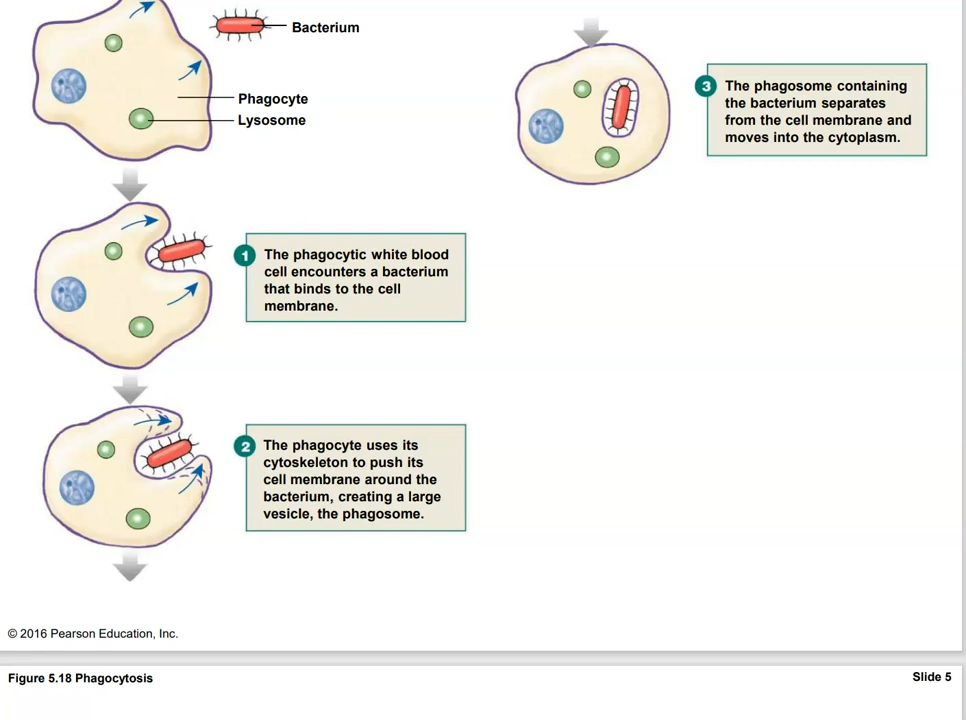 Bacterium
Phagocyte
Lysosome
1
The phagocytic white blood
cell encounters a bacterium
that binds to the cell
membrane.
2
The phagocyte uses its
cytoskeleton to push its
cell membrane around the
bacterium, creating a large
vesicle, the phagosome.
3
The phagosome containing
the bacterium separates
from the cell membrane and
moves into the cytoplasm.
© 2016 Pearson Education, Inc.
Figure 5.18 Phagocytosis
Slide 5